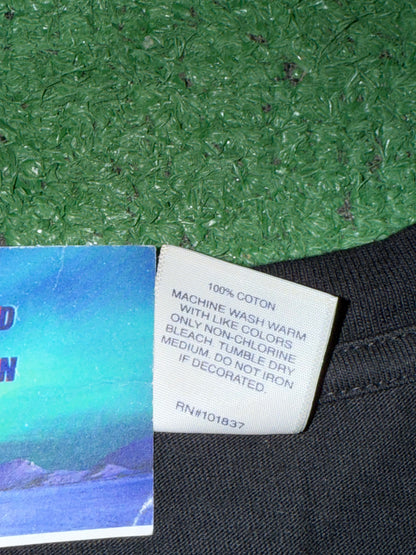 D
N
100% COTON
MACHINE WASH WARM
WITH LIKE COLORS
ONLY NON-CHLORINE
BLEACH. TUMBLE DRY
MEDIUM. DO NOT IRON
IF DECORATED.
RN#101837